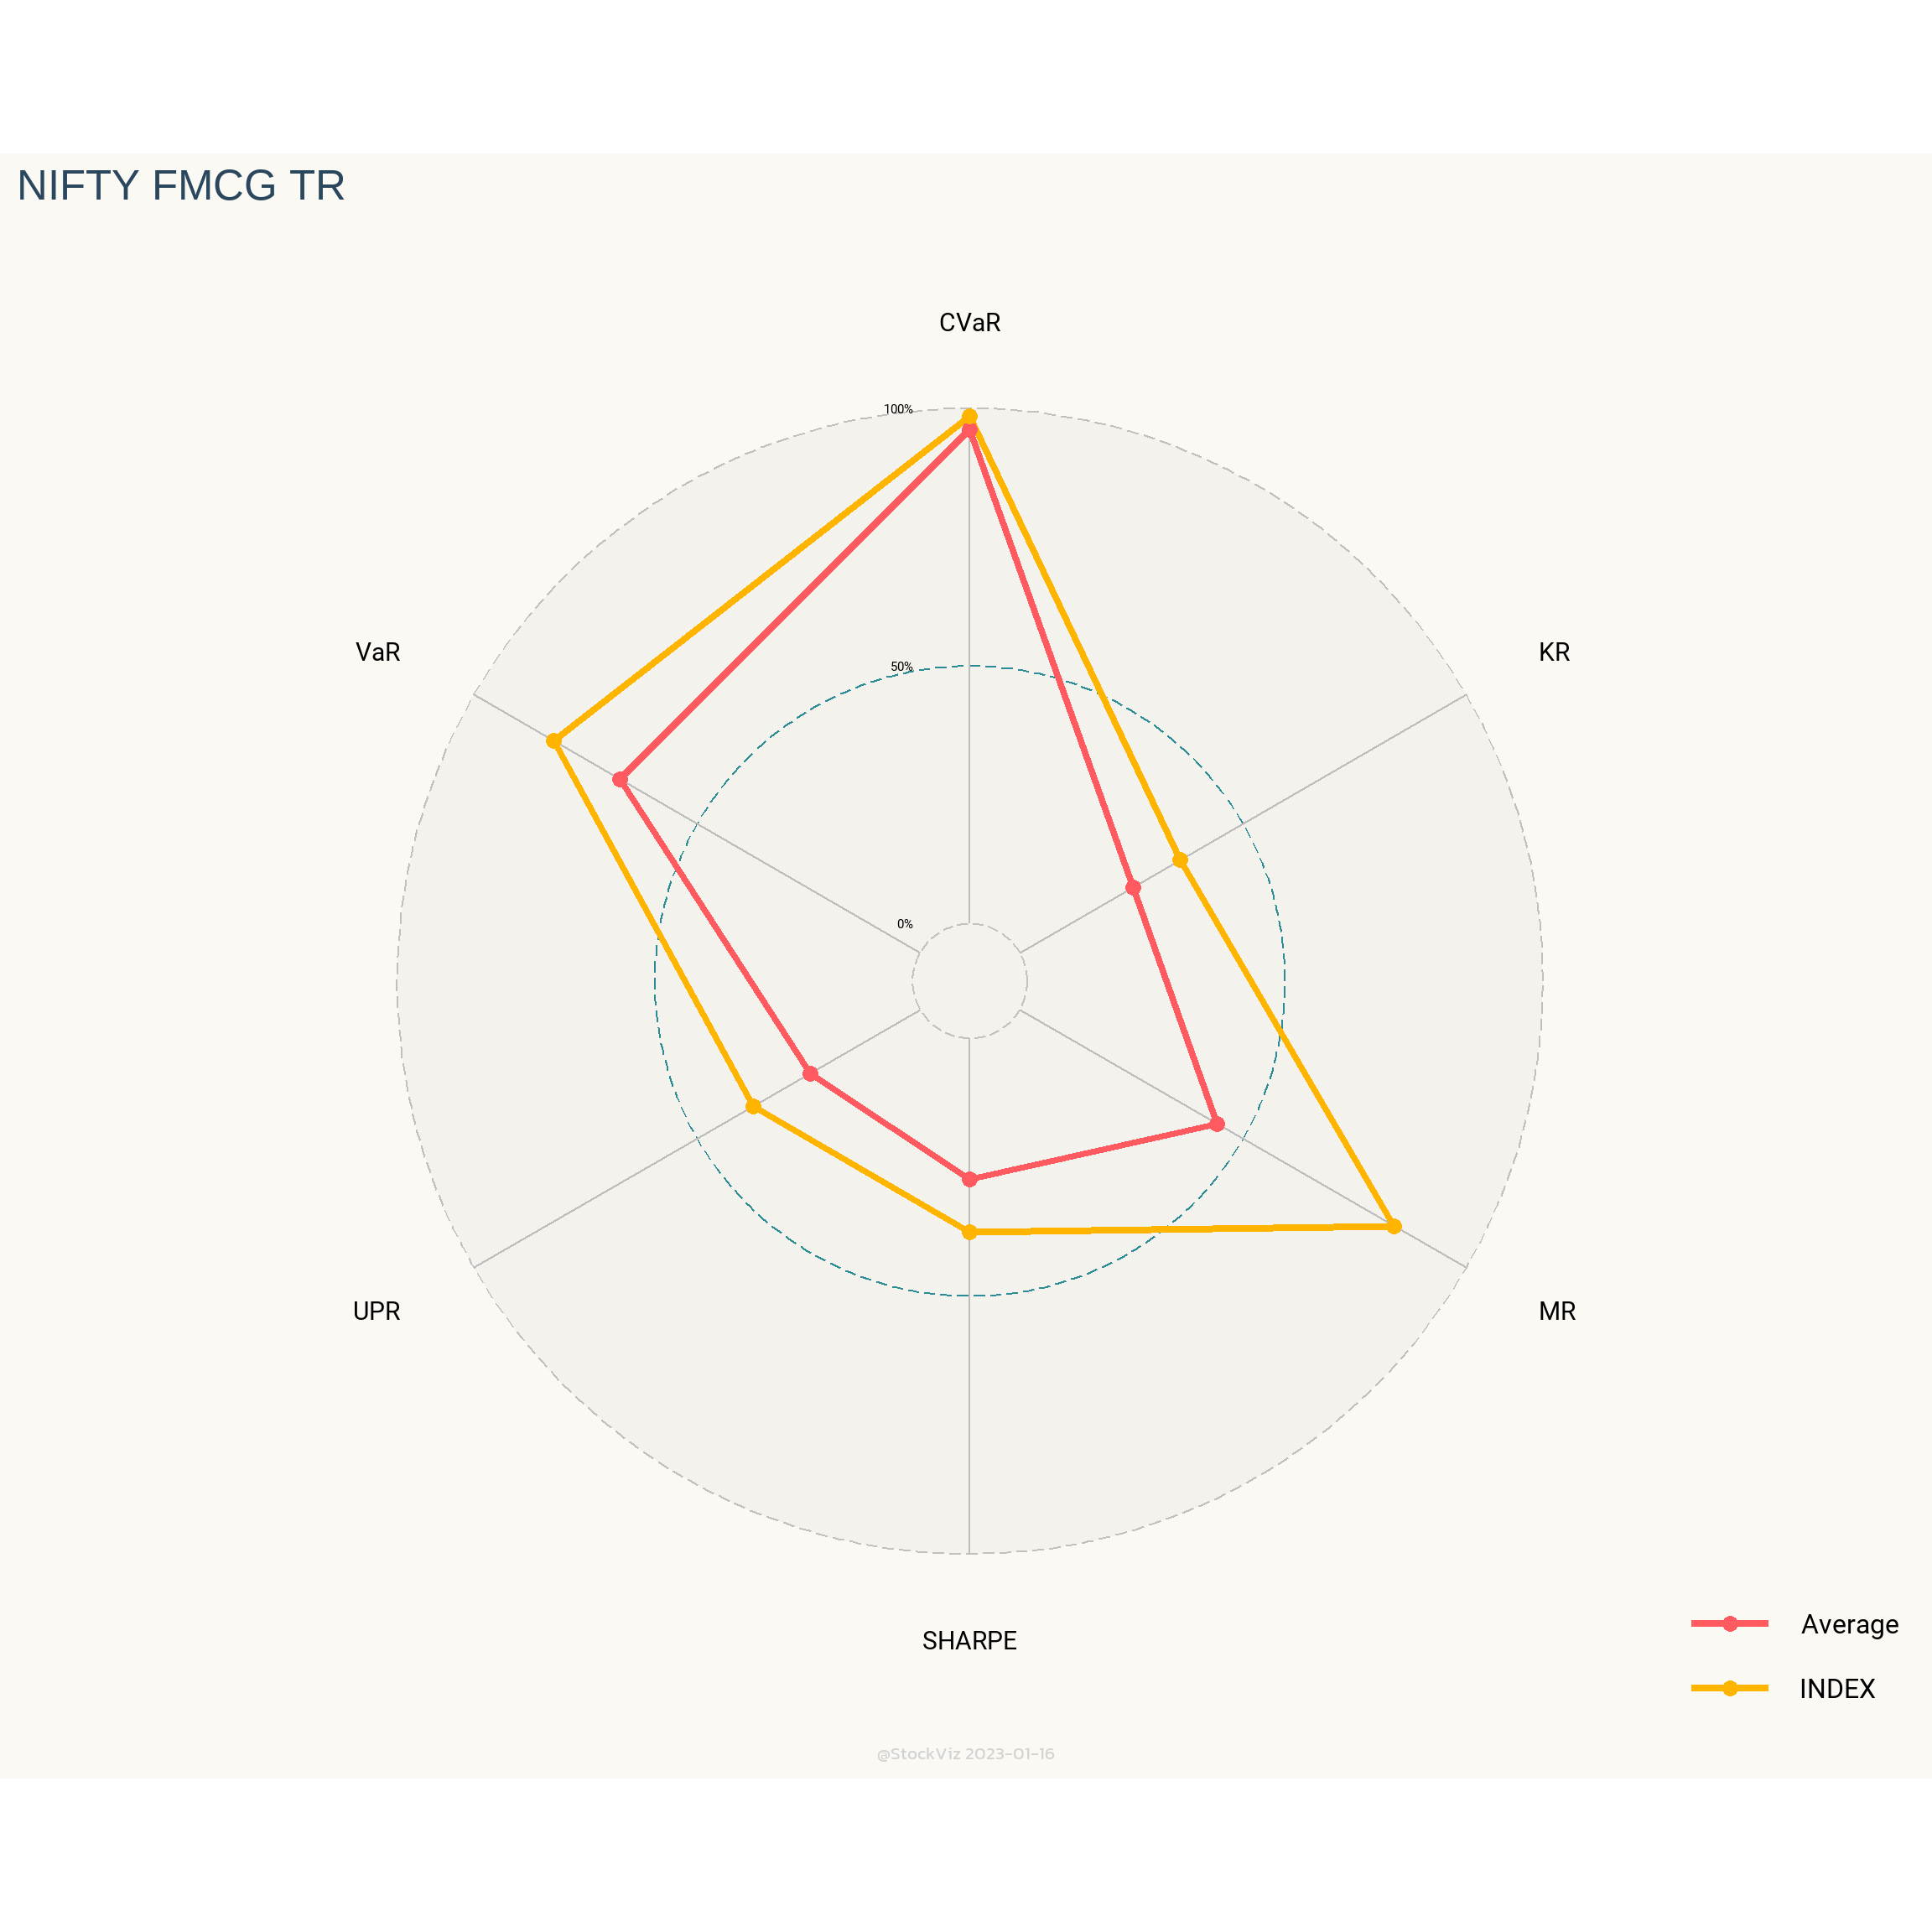 NIFTY FMCG TR
CVaR
100%
VaR
KR
50%
0%
UPR
MR
SHARPE
Average
INDEX
@StockViz 2023-01-16